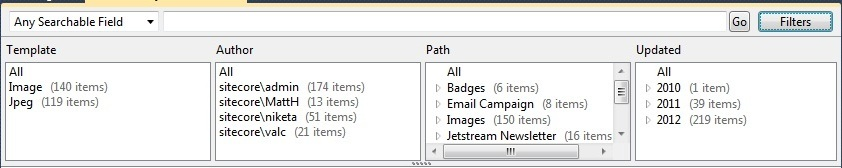 Any Searchable Field Go Filters
Template
All
Image (140 items)
Jpeg (119 items)
Author
All
sitecore\admin (174 items)
sitecore\MattH (13 items)
sitecore\niketa (51 items)
sitecore\valc (21 items)
Path
All
Badges (6 items)
Email Campaign (8 items)
Images (150 items)
Jetstream Newsletter (16 items
Updated
All
2010 (1 item)
2011 (39 items)
2012 (219 items)